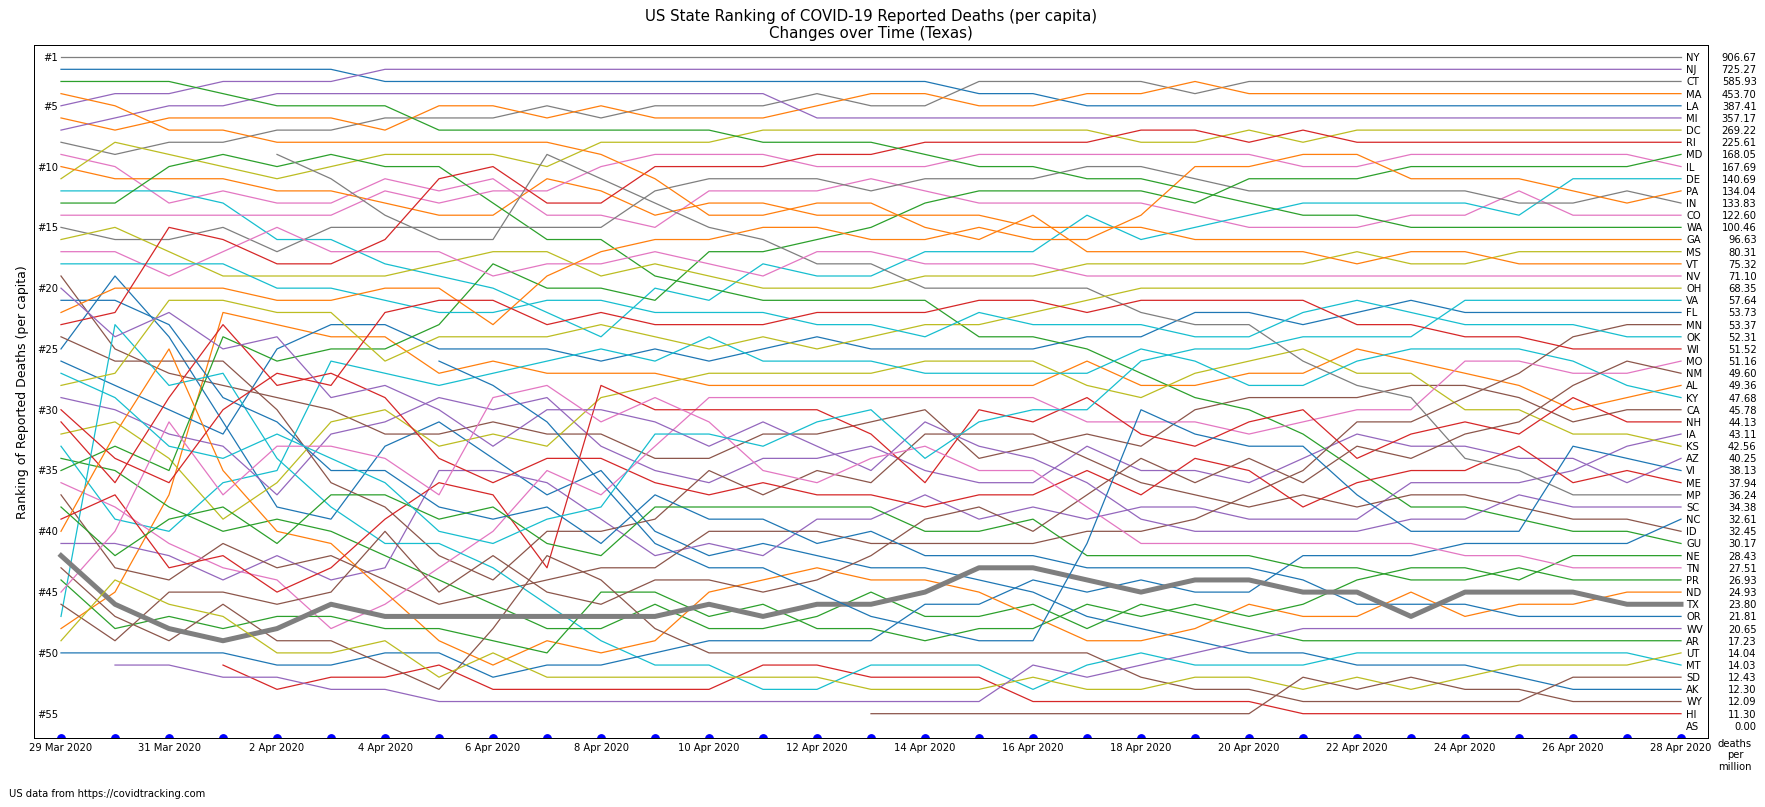 US State Ranking of COVID-19 Reported Deaths (per capita)
Changes over Time (Texas)
Ranking of Reported Deaths (per capita)
#1
#5
#10
#15
#20
#25
#30
#35
#40
#45
#50
#55
NY 906.67
NJ 725.27
CT 585.93
MA 453.70
LA 387.41
MI 357.17
DC 269.22
RI 225.61
MD 168.05
IL 167.69
DE 140.69
PA 134.04
IN 133.83
CO 122.60
WA 100.46
GA 96.63
MS 80.31
VT 75.32
NV 71.10
OH 68.35
VA 57.64
FL 53.73
MN 53.37
OK 52.31
WI 51.52
MO 51.16
NM 49.60
AL 49.36
KY 47.68
CA 45.78
NH 44.13
IA 43.11
KS 42.56
AZ 40.25
VI 38.13
ME 37.94
MP 36.24
SC 34.38
NC 32.61
ID 32.45
GU 30.17
NE 28.43
TN 27.51
PR 26.93
ND 24.93
TX 23.80
OR 21.81
WV 20.65
AR 17.23
UT 14.04
MT 14.03
SD 12.43
AK 12.30
WY 12.09
HI 11.30
AS 0.00
29 Mar 2020 31 Mar 2020 2 Apr 2020 4 Apr 2020 6 Apr 2020 8 Apr 2020 10 Apr 2020 12 Apr 2020 14 Apr 2020 16 Apr 2020 18 Apr 2020 20 Apr 2020 22 Apr 2020 24 Apr 2020 26 Apr 2020 28 Apr 2020
deaths
per
million
US data from https://covidtracking.com